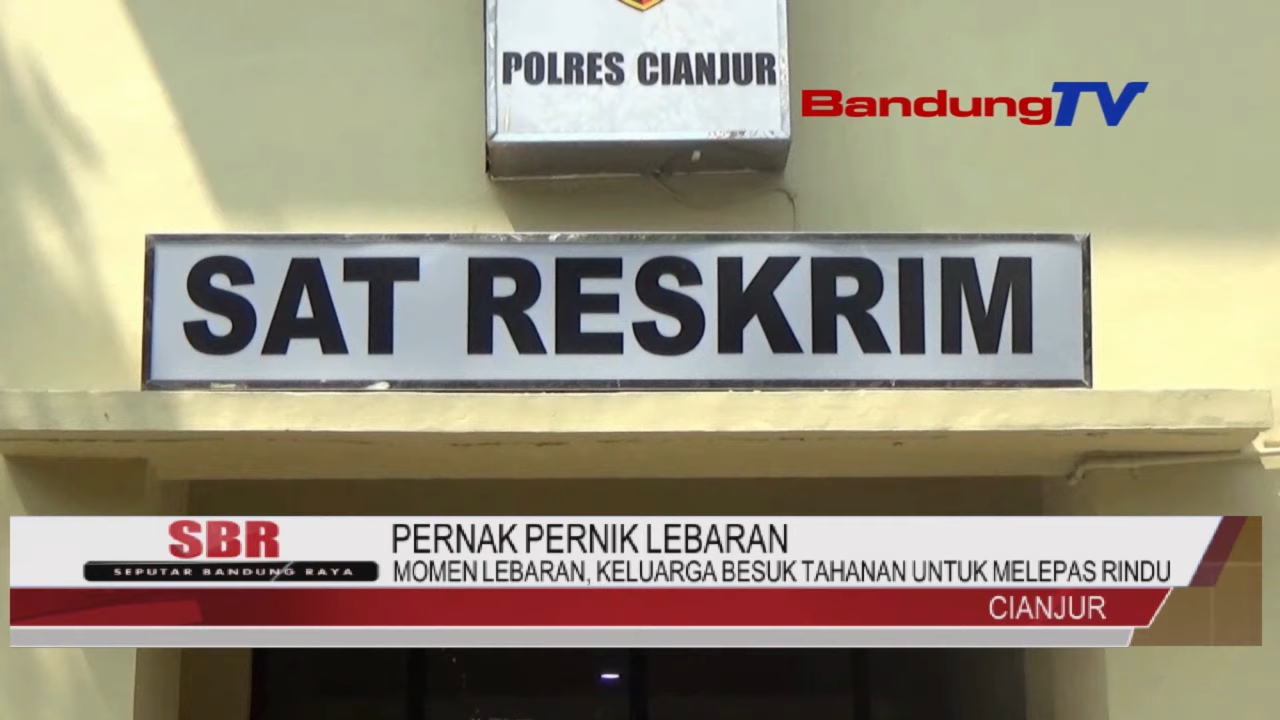 POLRES CIANJUR
BandungTV
SAT RESKRIM
SBR
SEPUTAR BANDUNG RAYA
PERNAK PERNIK LEBARAN
MOMEN LEBARAN, KELUARGA BESUK TAHANAN UNTUK MELEPAS RINDU
CIANJUR